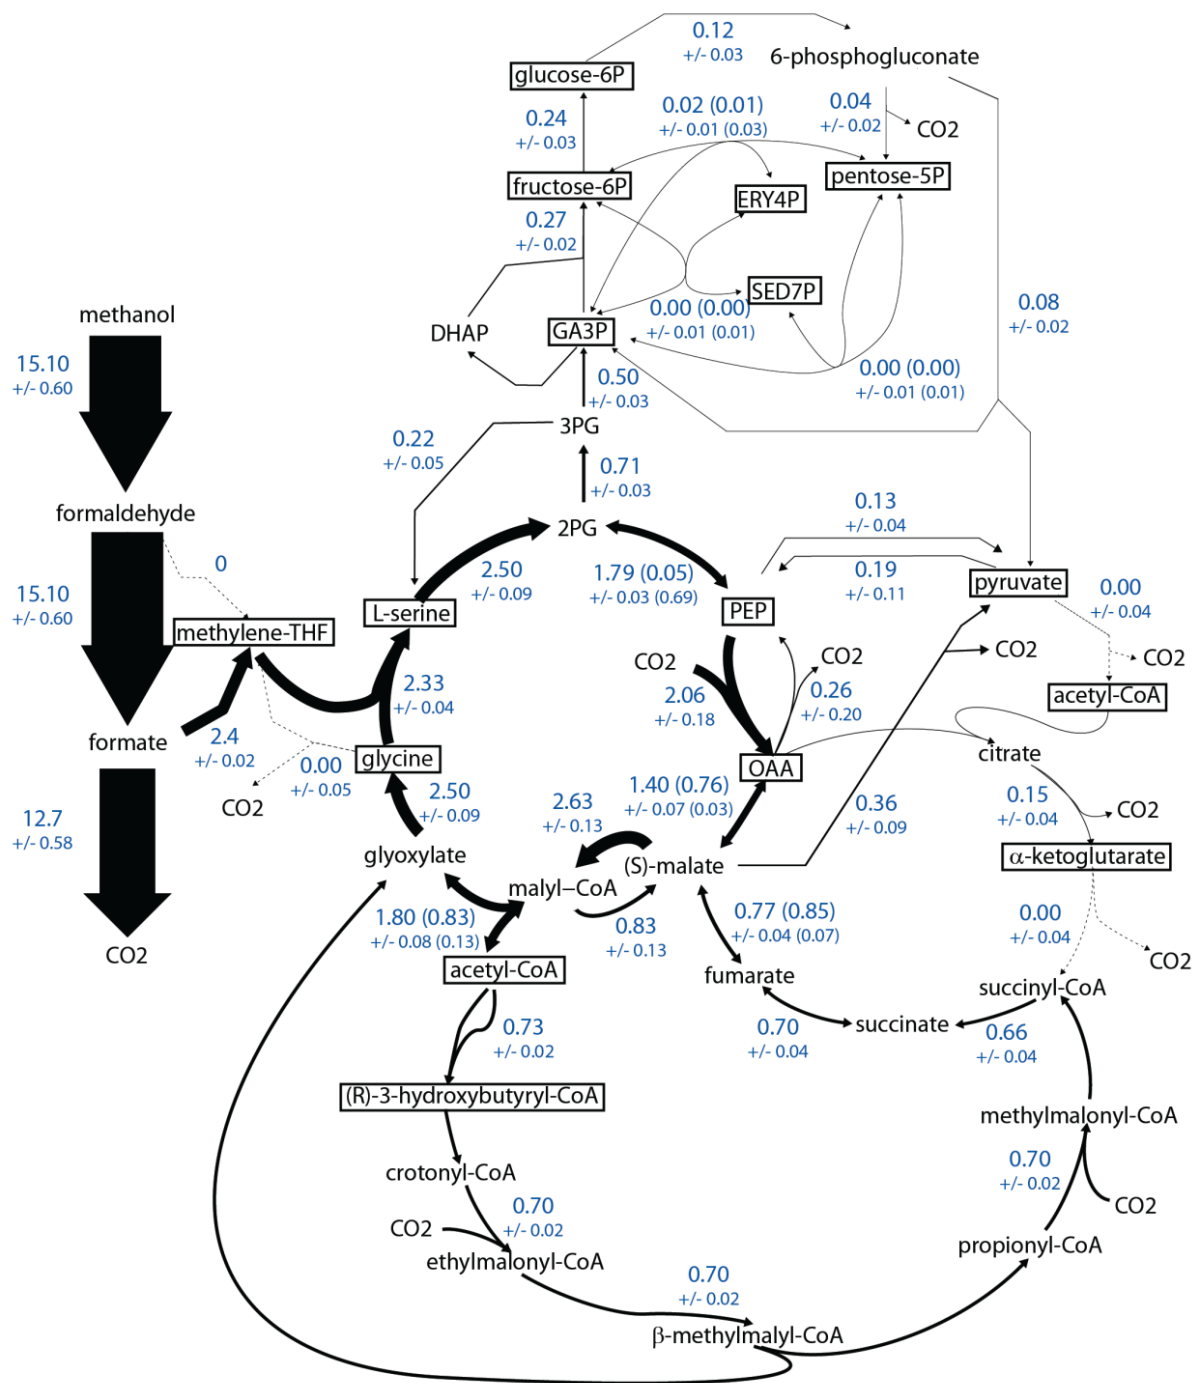 0.12
+/- 0.03
6-phosphogluconate
glucose-6P
0.24
+/- 0.03
0.02 (0.01)
+/- 0.01 (0.03)
0.04
+/- 0.02
CO2
fructose-6P
ERY4P
pentose-5P
0.27
+/- 0.02
SED7P
0.00 (0.00)
+/- 0.01 (0.01)
0.08
+/- 0.02
methanol
DHAP
GA3P
15.10
+/- 0.60
0.00 (0.00)
+/- 0.01 (0.01)
0.50
+/- 0.03
3PG
0.22
+/- 0.05
0.71
+/- 0.03
formaldehyde
2PG
0.13
+/- 0.04
0
2.50
+/- 0.09
1.79 (0.05)
+/- 0.03 (0.69)
0.19
+/- 0.11
pyruvate
0.00
+/- 0.04
15.10
+/- 0.60
methylene-THF
L-serine
PEP
CO2
CO2
CO2
CO2
2.33
+/- 0.04
2.06
+/- 0.18
0.26
+/- 0.20
acetyl-CoA
formate
2.4
+/- 0.02
glycine
0.00
+/- 0.05
CO2
OAA
citrate
2.50
+/- 0.09
1.40 (0.76)
+/- 0.07 (0.03)
0.36
+/- 0.09
0.15
+/- 0.04
CO2
12.7
+/- 0.58
2.63
+/- 0.13
glyoxylate
malyl–CoA
(S)-malate
α-ketoglutarate
1.80 (0.83)
+/- 0.08 (0.13)
0.83
+/- 0.13
0.77 (0.85)
+/- 0.04 (0.07)
0.00
+/- 0.04
CO2
CO2
acetyl-CoA
fumarate
succinyl-CoA
0.73
+/- 0.02
0.70
+/- 0.04
succinate
0.66
+/- 0.04
(R)-3-hydroxybutyryl-CoA
methylmalonyl-CoA
crotonyl-CoA
0.70
+/- 0.02
CO2
0.70
+/- 0.02
CO2
ethylmalonyl-CoA
propionyl-CoA
0.70
+/- 0.02
β-methylmalyl-CoA